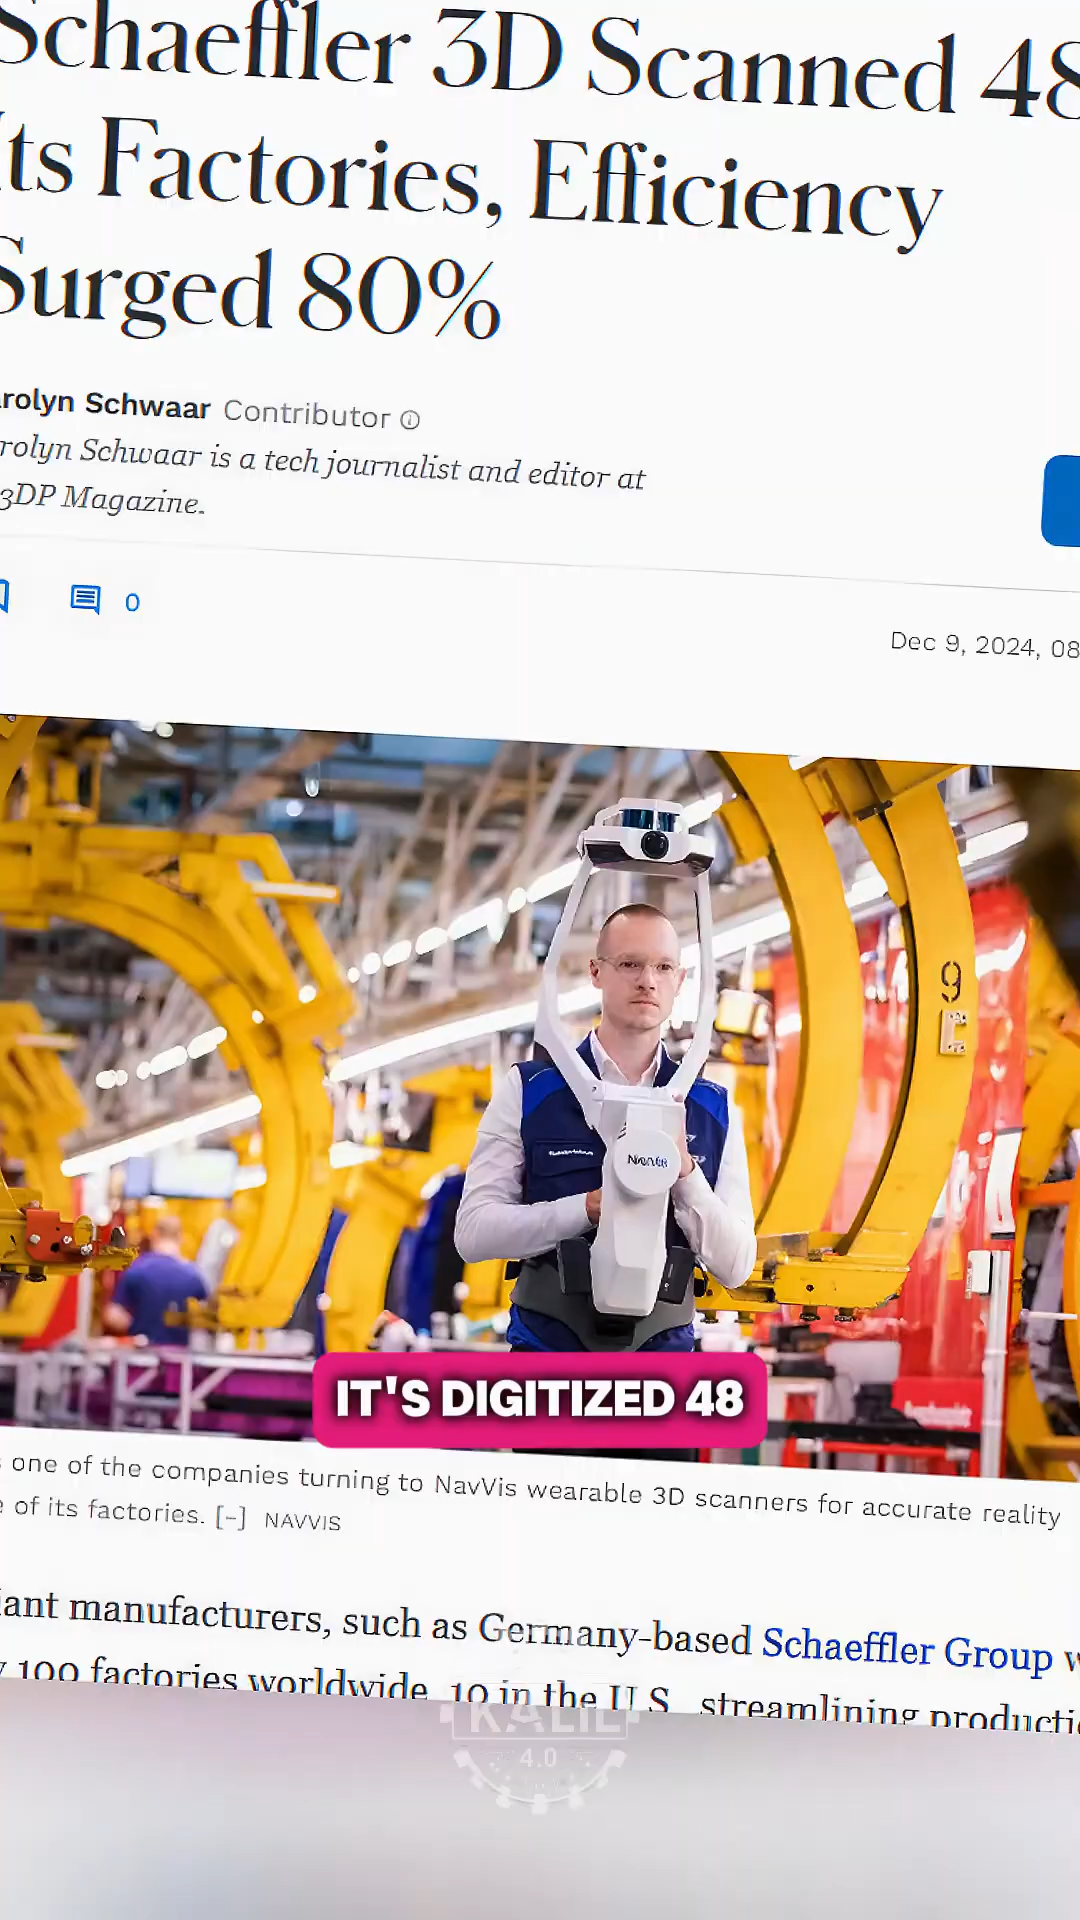 Schaeffler 3D Scanned 48
Its Factories, Efficiency
Surged 80%
arolyn Schwaar Contributor
rolyn Schwaar is a tech journalist and editor at
3DP Magazine.
0
Dec 9, 2024, 08
9
NavVis
IT'S DIGITIZED 48
one of the companies turning to NavVis wearable 3D scanners for accurate reality
e of its factories. [–] NAVVIS
iant manufacturers, such as Germany-based Schaeffler Group w
y 100 factories worldwide, 10 in the U.S., streamlining producti
KALIL
4.0